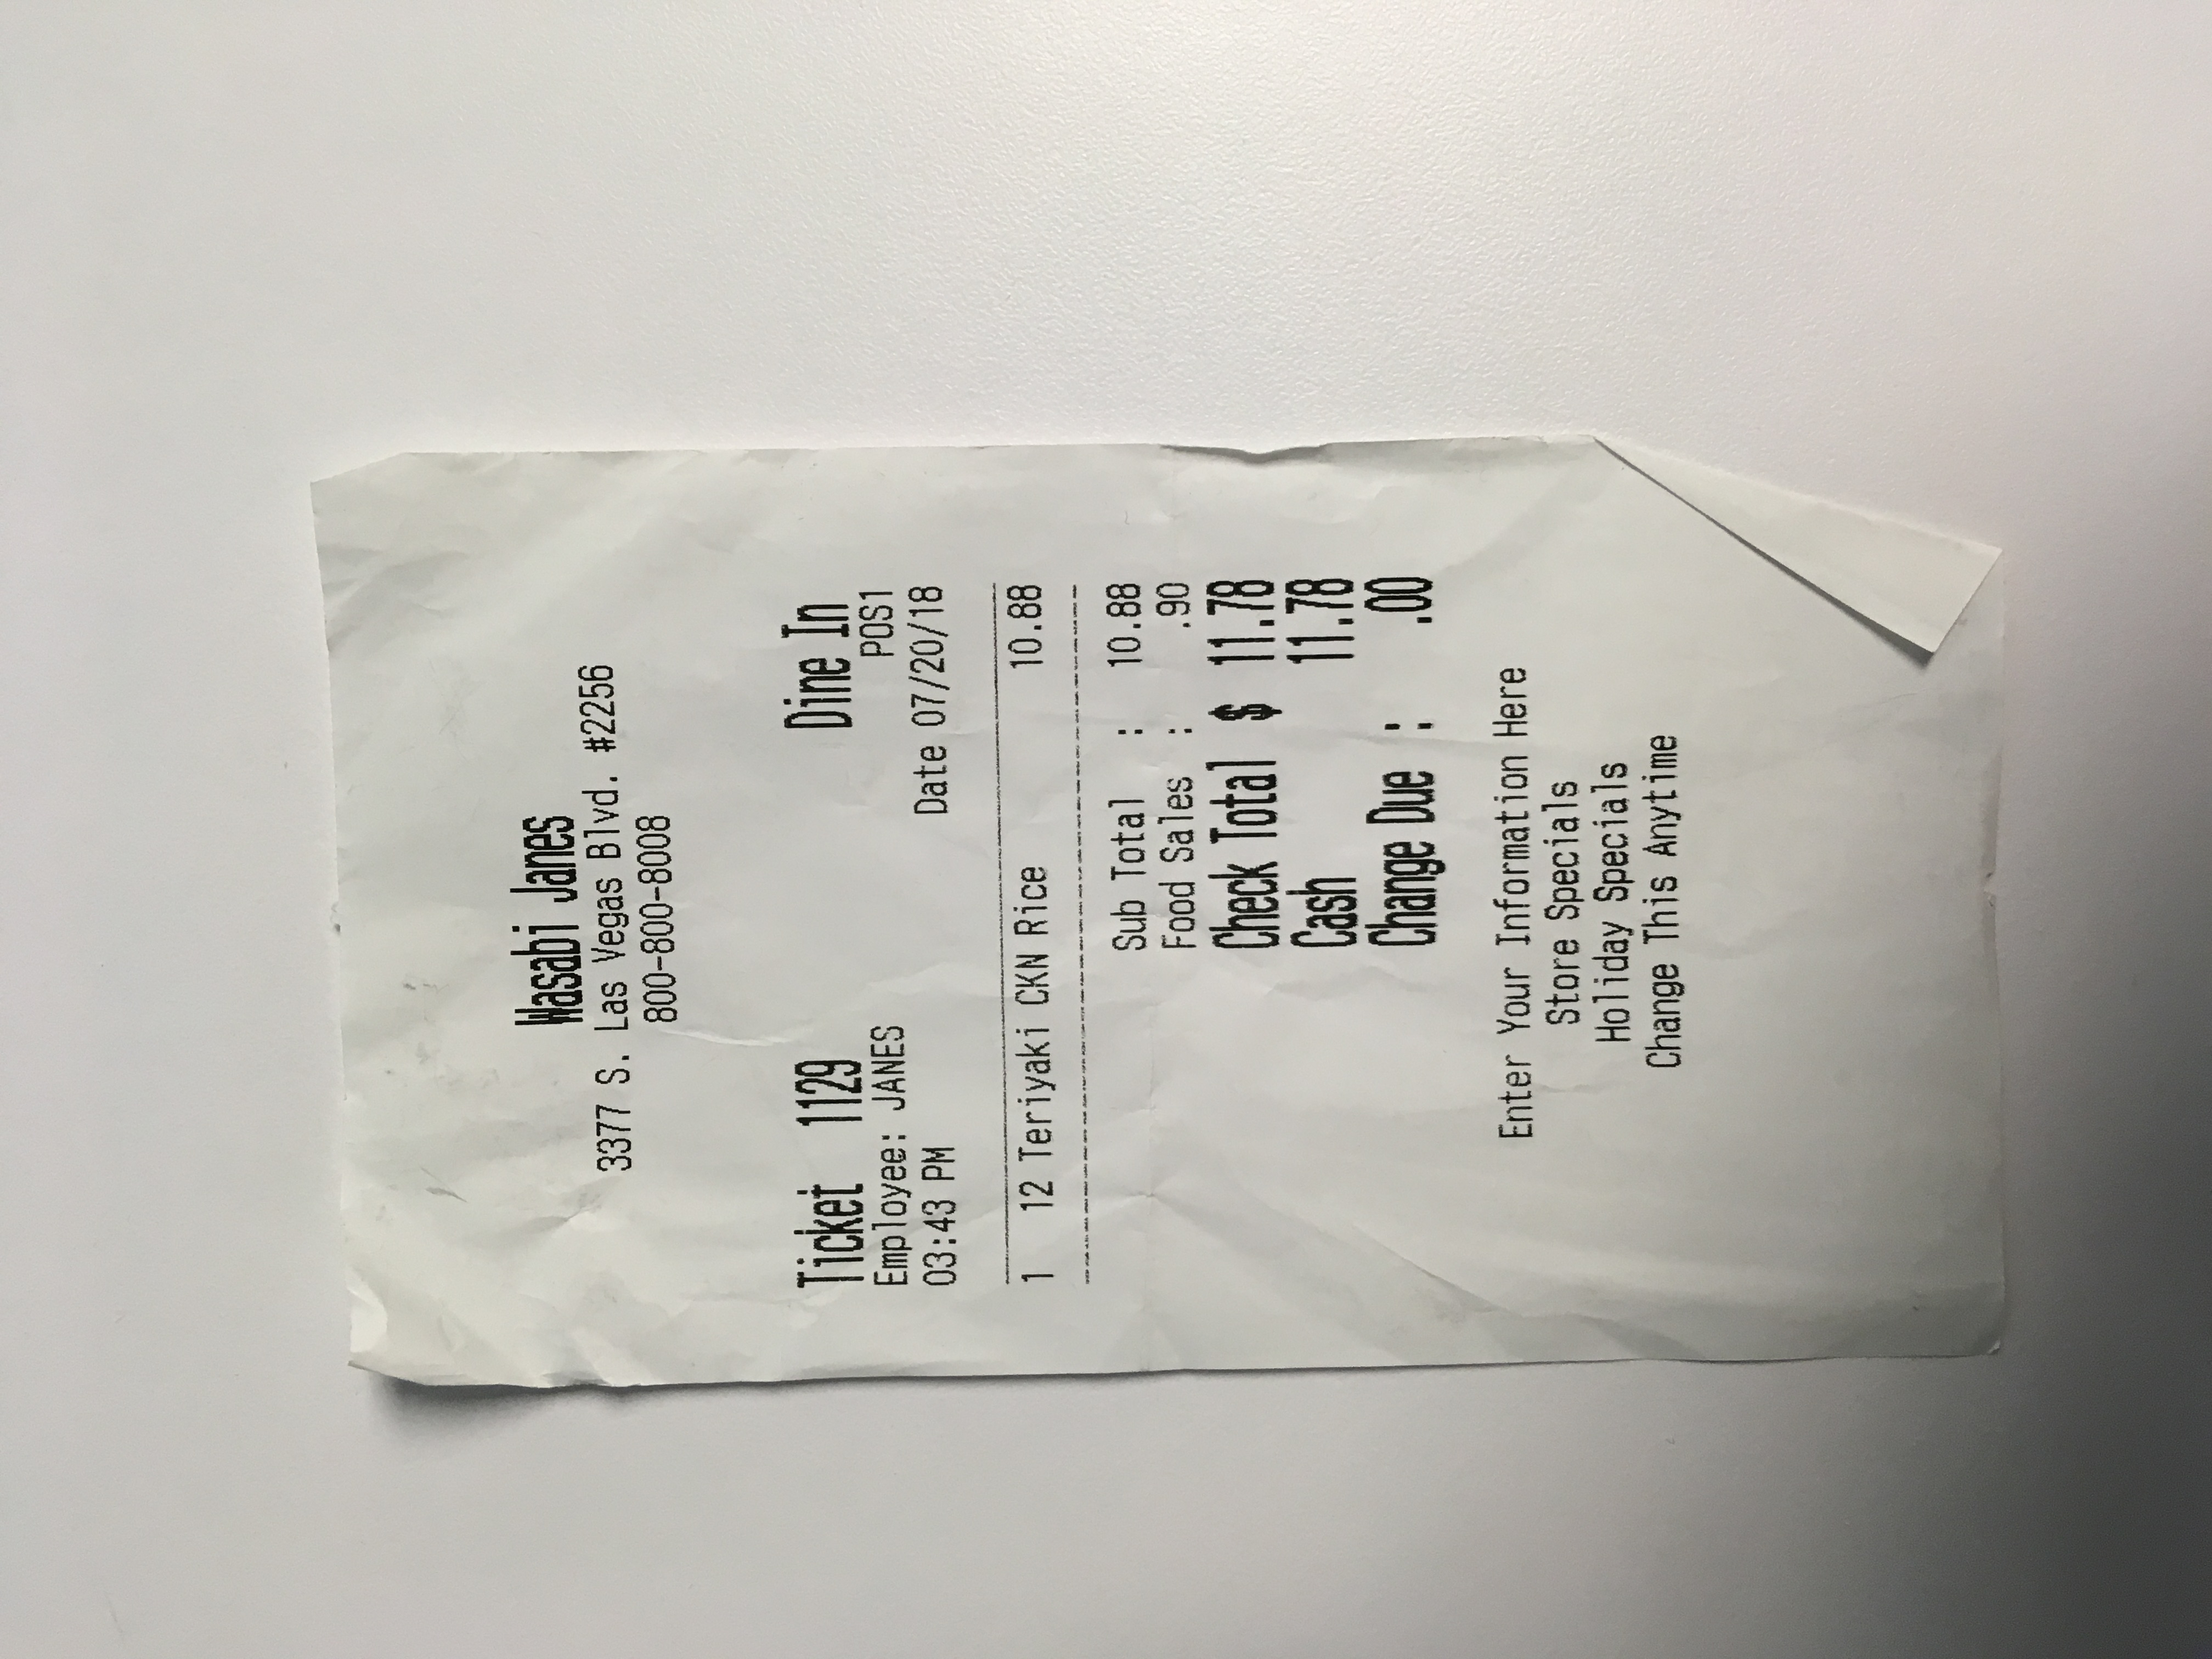 Wasabi Janes
3377 S. Las Vegas Blvd. #2256
800-800-8008
Ticket 1129 Dine In
Employee: JANES POS1
03:43 PM Date 07/20/18
1 12 Teriyaki CKN Rice 10.88
Sub Total : 10.88
Food Sales : .90
Check Total $ 11.78
Cash 11.78
Change Due : .00
Enter Your Information Here
Store Specials
Holiday Specials
Change This Anytime